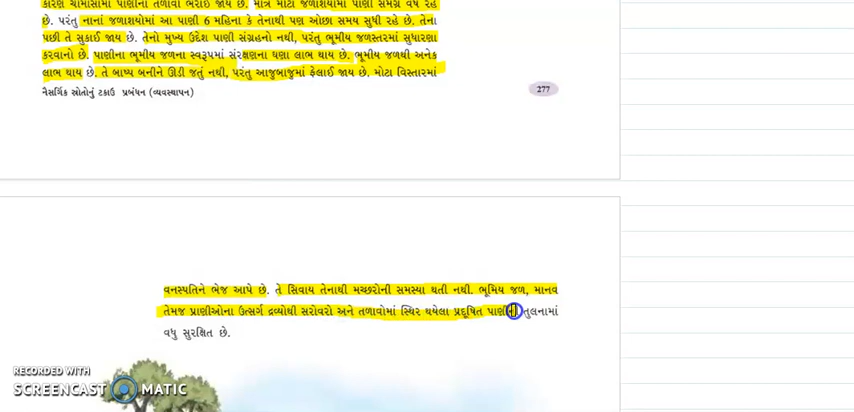 કારણ ચોમાસામાં પાણીના તળાવો ભરાઈ જાય છે. માત્ર મોટા જળાશયોમાં પાણી સમગ્ર વર્ષ રહે
છે. પરંતુ નાનાં જળાશયોમાં આ પાણી 6 મહિના કે તેનાથી પણ ઓછા સમય સુધી રહે છે. તેના
પછી તે સુકાઈ જાય છે. તેનો મુખ્ય ઉદ્દેશ પાણી સંગ્રહનો નથી, પરંતુ ભૂમીય જળસ્તરમાં સુધારણા
કરવાનો છે. પાણીના ભૂમીય જળના સ્વરૂપમાં સંરક્ષણના ઘણા લાભ થાય છે. ભૂમીય જળથી અનેક
લાભ થાય છે. તે બાષ્પ બનીને ઊડી જતું નથી, પરંતુ આજુબાજુમાં ફેલાઈ જાય છે. મોટા વિસ્તારમાં
નૈસર્ગિક સ્રોતોનું ટકાઉ પ્રબંધન (વ્યવસ્થાપન)
277
વનસ્પતિને ભેજ આપે છે. તે સિવાય તેનાથી મચ્છરોની સમસ્યા થતી નથી. ભૂમિય જળ, માનવ
તેમજ પ્રાણીઓના ઉત્સર્ગ દ્રવ્યોથી સરોવરો અને તળાવોમાં સ્થિર થયેલા પ્રદૂષિત પાણીની તુલનામાં
વધુ સુરક્ષિત છે.
RECORDED WITH
SCREENCAST MATIC